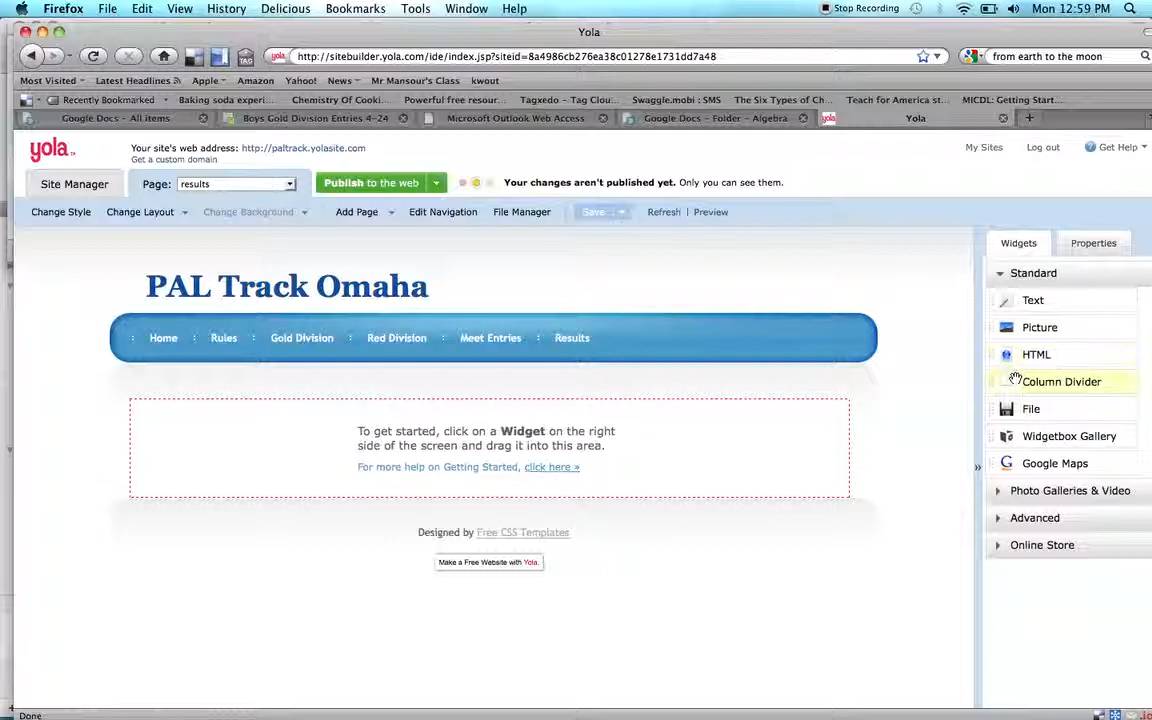 Firefox File Edit View History Delicious Bookmarks Tools Window Help Stop Recording Mon 12:59 PM
Yola
TAG yola http://sitebuilder.yola.com/ide/index.jsp?siteid=8a4986cb276ea38c01278e1731dd7a48 from earth to the moon
Most Visited Latest Headlines Apple Amazon Yahoo! News Mr Mansour's Class kwout
Recently Bookmarked Baking soda experi... Chemistry Of Cooki... Powerful free resour... Tagxedo – Tag Clou... Swaggle.mobi : SMS The Six Types of Ch... Teach for America st... MICDL: Getting Start...
Google Docs - All items Boys Gold Division Entries 4-24 Microsoft Outlook Web Access Google Docs - Folder - Algebra yola Yola
yola™ Your site's web address: http://paltrack.yolasite.com My Sites Log out Get Help
Get a custom domain
Site Manager Page: results Publish to the web Your changes aren't published yet. Only you can see them.
Change Style Change Layout Change Background Add Page Edit Navigation File Manager Save Refresh | Preview
Widgets Properties
PAL Track Omaha
Home : Rules : Gold Division : Red Division : Meet Entries : Results
To get started, click on a Widget on the right
side of the screen and drag it into this area.
For more help on Getting Started, click here »
Designed by Free CSS Templates
Make a Free Website with Yola.
Standard
Text
Picture
HTML
Column Divider
File
Widgetbox Gallery
Google Maps
Photo Galleries & Video
Advanced
Online Store
»
Done